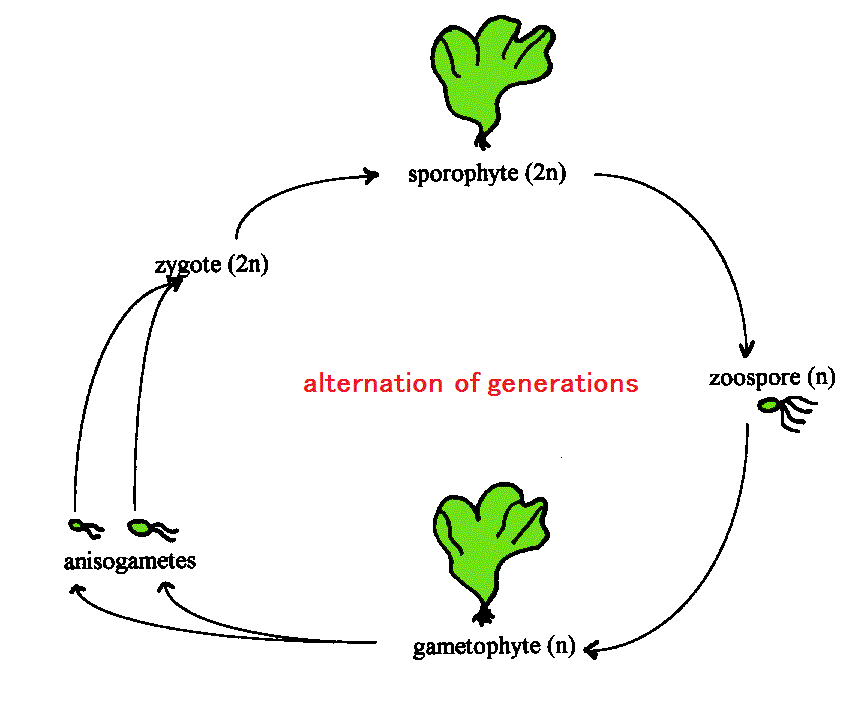 sporophyte (2n)
zygote (2n)
zoospore (n)
alternation of generations
anisogametes
gametophyte (n)